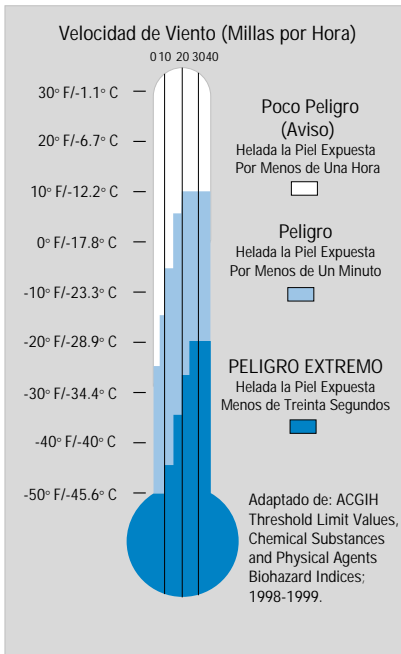 Velocidad de Viento (Millas por Hora)
0 10 20 30 40
30° F/-1.1° C
20° F/-6.7° C
10° F/-12.2° C
0° F/-17.8° C
-10° F/-23.3° C
-20° F/-28.9° C
-30° F/-34.4° C
-40° F/-40° C
-50° F/-45.6° C
Poco Peligro
(Aviso)
Helada la Piel Expuesta
Por Menos de Una Hora
Peligro
Helada la Piel Expuesta
Por Menos de Un Minuto
PELIGRO EXTREMO
Helada la Piel Expuesta
Menos de Treinta Segundos
Adaptado de: ACGIH
Threshold Limit Values,
Chemical Substances
and Physical Agents
Biohazard Indices;
1998-1999.